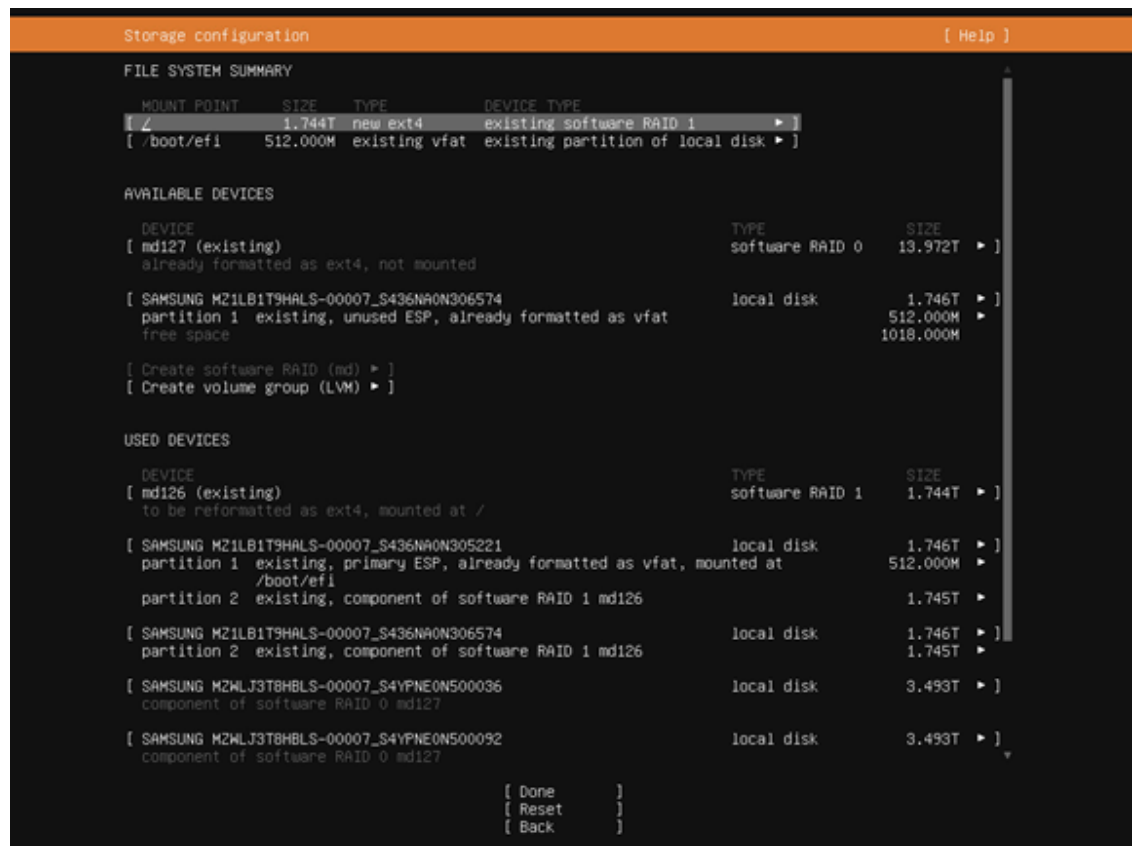 Storage configuration [ Help ]
FILE SYSTEM SUMMARY
MOUNT POINT SIZE TYPE DEVICE TYPE
[ / 1.744T new ext4 existing software RAID 1 ▸ ]
[ /boot/efi 512.000M existing vfat existing partition of local disk ▸ ]
AVAILABLE DEVICES
DEVICE TYPE SIZE
[ md127 (existing) software RAID 0 13.972T ▸ ]
already formatted as ext4, not mounted
[ SAMSUNG MZ1LB1T9HALS-00007_S436NA0N306574 local disk 1.746T ▸ ]
partition 1 existing, unused ESP, already formatted as vfat 512.000M ▸
free space 1018.000M
[ Create software RAID (md) ▸ ]
[ Create volume group (LVM) ▸ ]
USED DEVICES
DEVICE TYPE SIZE
[ md126 (existing) software RAID 1 1.744T ▸ ]
to be reformatted as ext4, mounted at /
[ SAMSUNG MZ1LB1T9HALS-00007_S436NA0N305221 local disk 1.746T ▸ ]
partition 1 existing, primary ESP, already formatted as vfat, mounted at 512.000M ▸
/boot/efi
partition 2 existing, component of software RAID 1 md126 1.745T ▸
[ SAMSUNG MZ1LB1T9HALS-00007_S436NA0N306574 local disk 1.746T ▸ ]
partition 2 existing, component of software RAID 1 md126 1.745T ▸
[ SAMSUNG MZWLJ3T8HBLS-00007_S4YPNE0N500036 local disk 3.493T ▸ ]
component of software RAID 0 md127
[ SAMSUNG MZWLJ3T8HBLS-00007_S4YPNE0N500092 local disk 3.493T ▸ ]
component of software RAID 0 md127
[ Done ]
[ Reset ]
[ Back ]